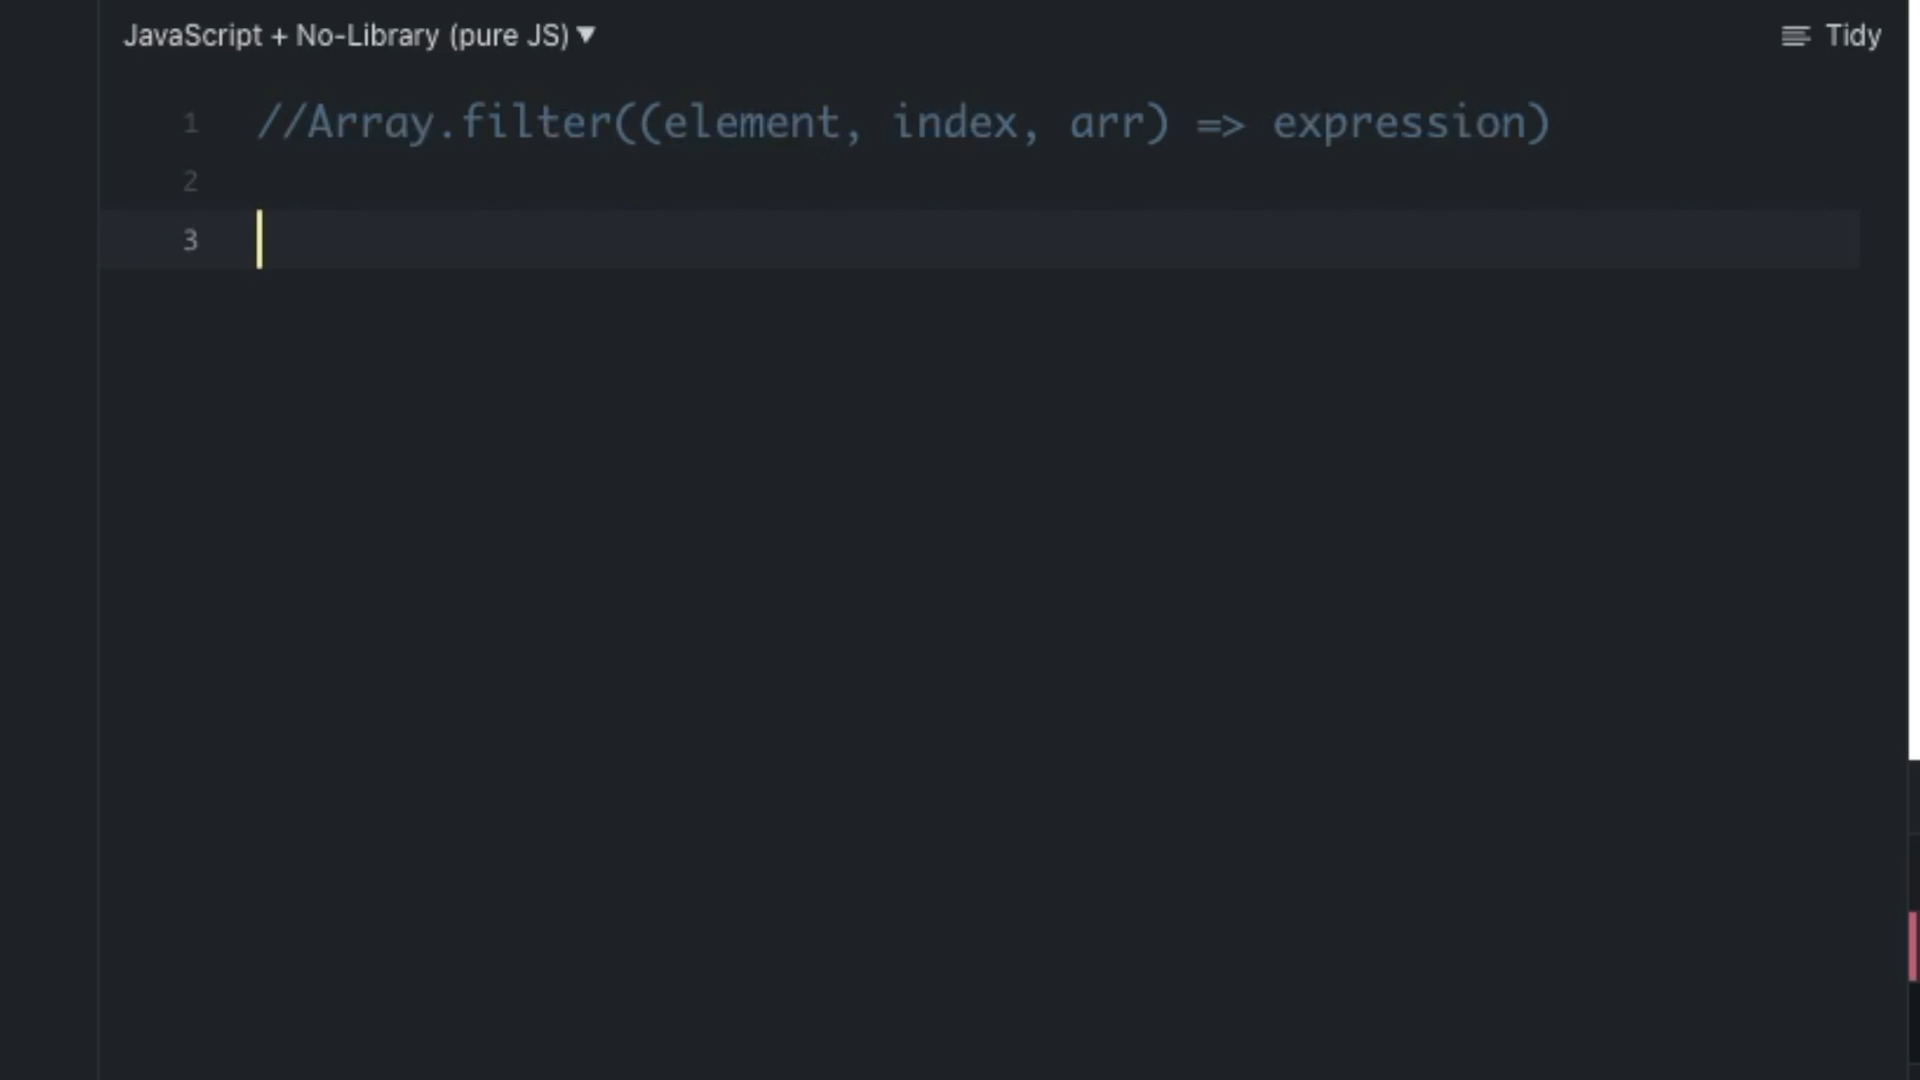 JavaScript + No-Library (pure JS) ▼
Tidy
1 //Array.filter((element, index, arr) => expression)
2
3